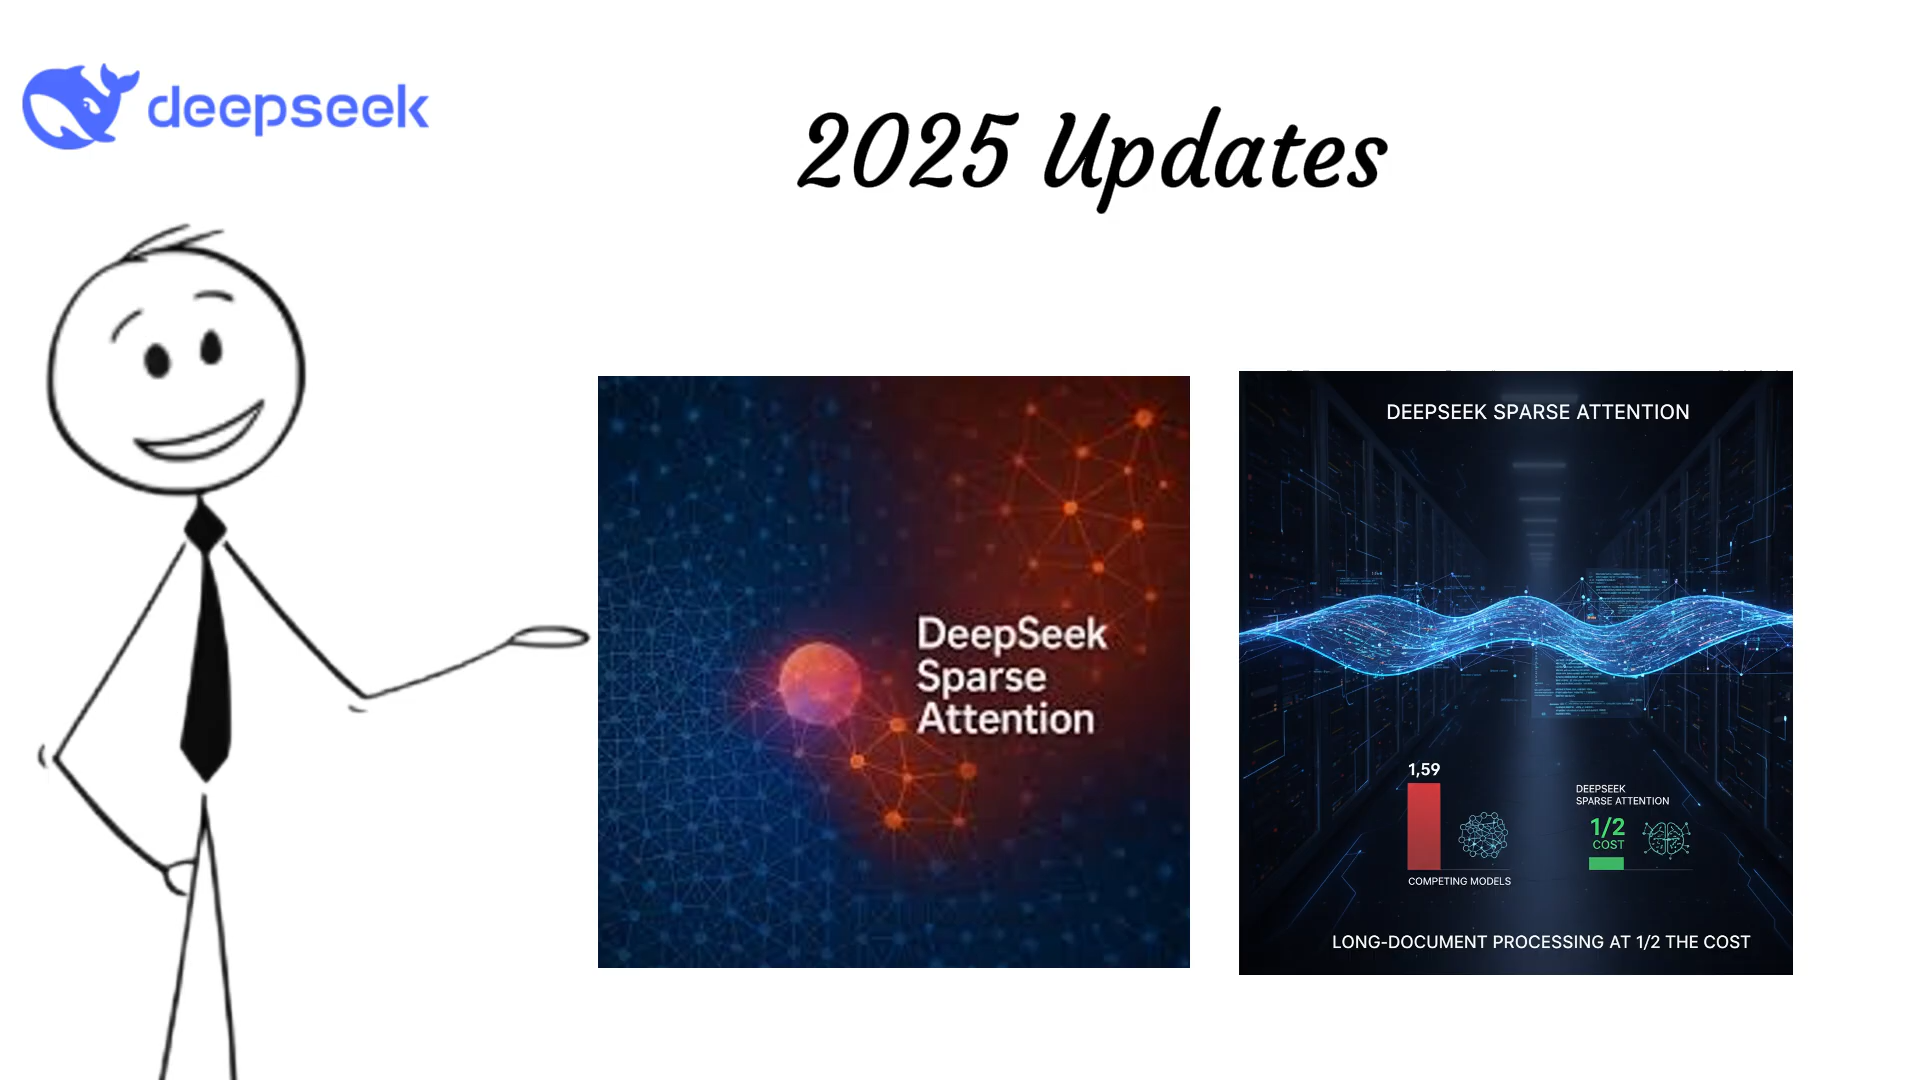 deepseek
2025 Updates
DeepSeek
Sparse
Attention
DEEPSEEK SPARSE ATTENTION
1,59
COMPETING MODELS
DEEPSEEK
SPARSE ATTENTION
1/2
COST
LONG-DOCUMENT PROCESSING AT 1/2 THE COST